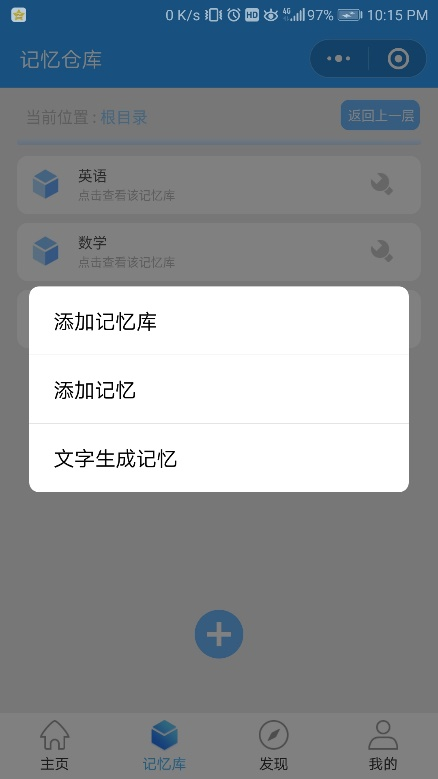 0 K/s HD 4G 97% 10:15 PM
记忆仓库
当前位置 : 根目录
返回上一层
英语
点击查看该记忆库
数学
点击查看该记忆库
添加记忆库
添加记忆
文字生成记忆
主页
记忆库
发现
我的